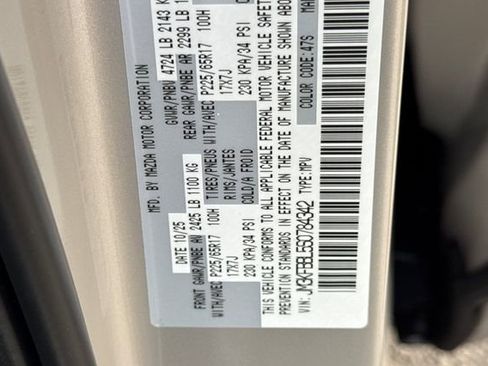 MFD. BY MAZDA MOTOR CORPORATION
DATE 10/25 GVWR/PNBV 4724 LB 2143 KG
FRONT GAWR/PNBE AV 2425 LB 1100 KG REAR GAWR/PNBE AR 2299 LB
P225/65R17 100H TIRES/PNEUS WITH/AVEC P225/65R17 100H
17X7J RIMS/JANTES 17X7J
230 KPA/34 PSI COLD/A FROID 230 KPA/34 PSI
THIS VEHICLE CONFORMS TO ALL APPLICABLE FEDERAL MOTOR VEHICLE SAFETY
PREVENTION STANDARDS IN EFFECT ON THE DATE OF MANUFACTURE SHOWN ABOVE
VIN: JM3KFBBL5S0784342 TYPE: MPV COLOR CODE: 47S